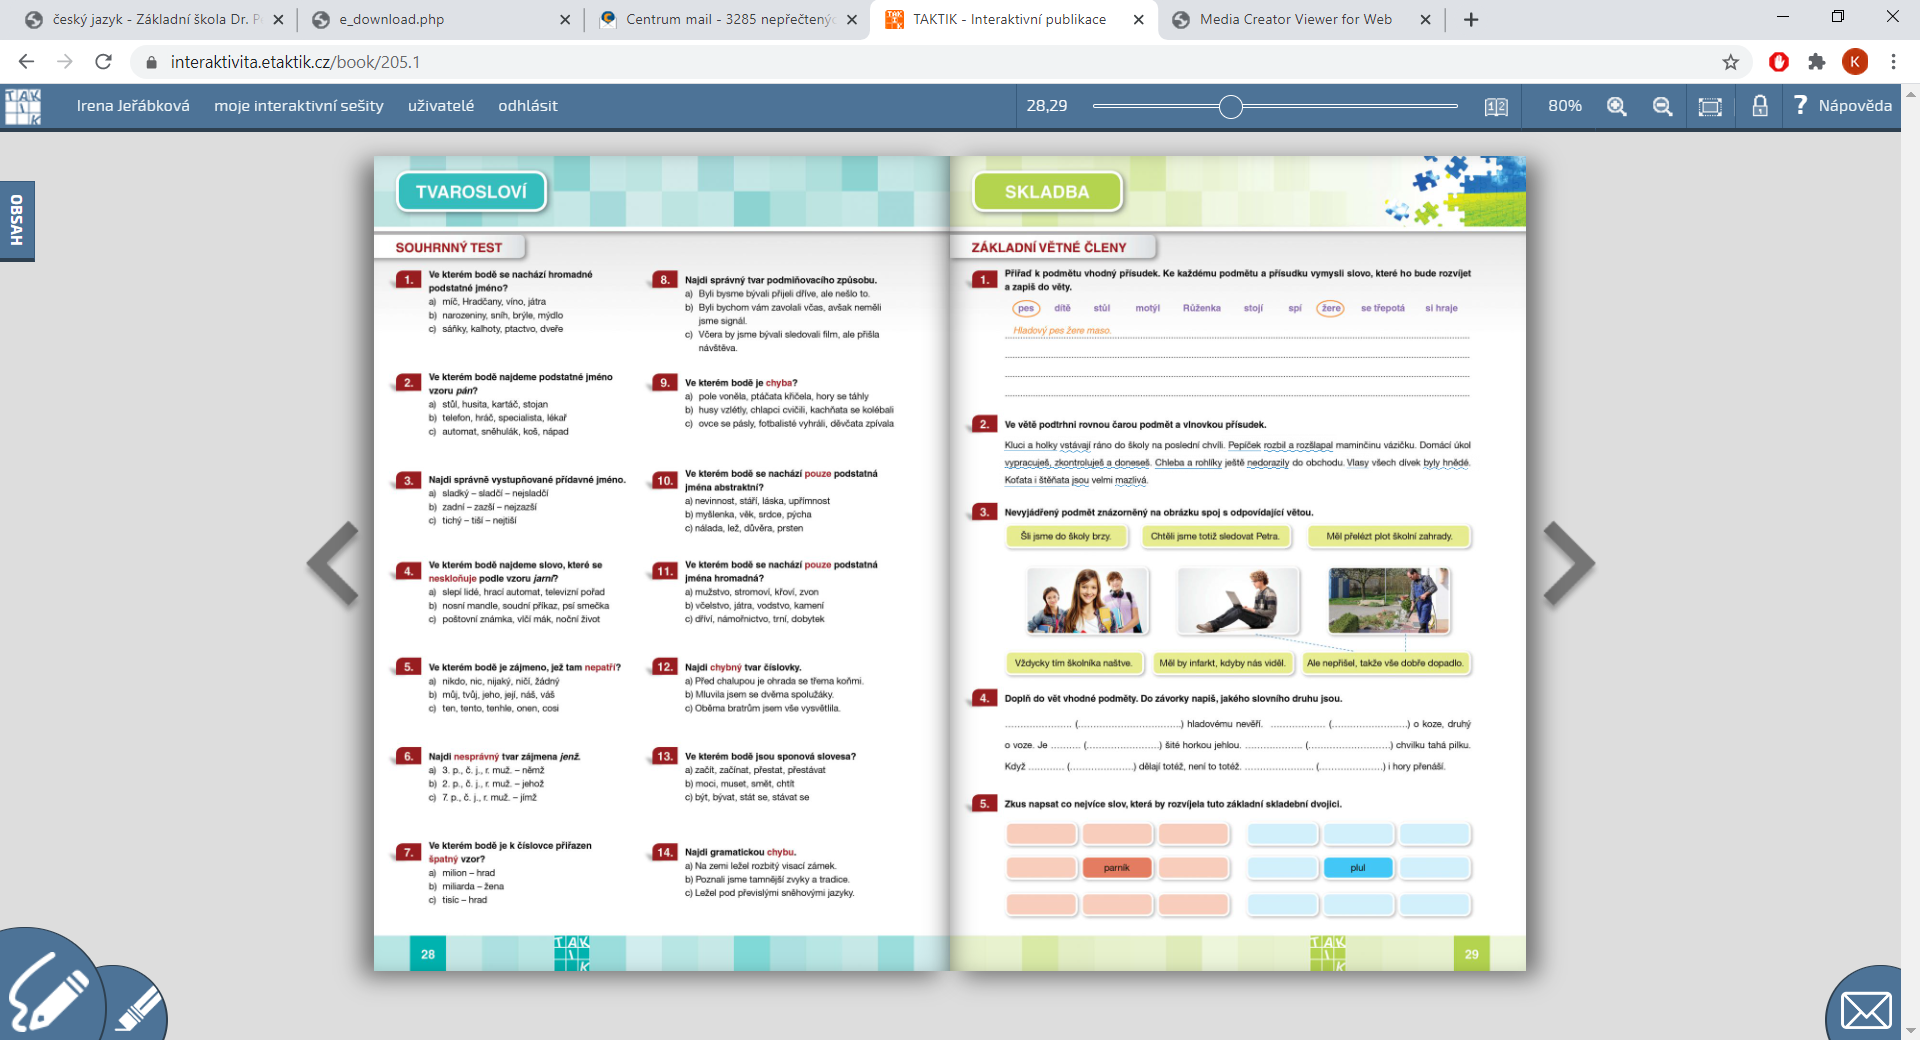 český jazyk - Základní škola Dr. P
e_download.php
Centrum mail - 3285 nepřečtený
TAKTIK - Interaktivní publikace
Media Creator Viewer for Web
interaktivita.etaktik.cz/book/205.1
K
TAKTIK
Irena Jeřábková
moje interaktivní sešity
uživatelé
odhlásit
28,29
12
80%
? Nápověda
OBSAH
TVAROSLOVÍ
SOUHRNNÝ TEST
1. Ve kterém bodě se nachází hromadné
podstatné jméno?
a) míč, Hradčany, víno, játra
b) narozeniny, sníh, brýle, mýdlo
c) sáňky, kalhoty, ptactvo, dveře
2. Ve kterém bodě najdeme podstatné jméno
vzoru pán?
a) stůl, husita, kartáč, stojan
b) telefon, hráč, specialista, lékař
c) automat, sněhulák, koš, nápad
3. Najdi správně vystupňované přídavné jméno.
a) sladký – sladčí – nejsladčí
b) zadní – zazší – nejzazší
c) tichý – tiší – nejtiší
4. Ve kterém bodě najdeme slovo, které se
neskloňuje podle vzoru jarní?
a) slepí lidé, hrací automat, televizní pořad
b) nosní mandle, soudní příkaz, psí smečka
c) poštovní známka, vlčí mák, noční život
5. Ve kterém bodě je zájmeno, jež tam nepatří?
a) nikdo, nic, nijaký, ničí, žádný
b) můj, tvůj, jeho, její, náš, váš
c) ten, tento, tenhle, onen, cosi
6. Najdi nesprávný tvar zájmena jenž.
a) 3. p., č. j., r. muž. – němž
b) 2. p., č. j., r. muž. – jehož
c) 7. p., č. j., r. muž. – jímž
7. Ve kterém bodě je k číslovce přiřazen
špatný vzor?
a) milion – hrad
b) miliarda – žena
c) tisíc – hrad
8. Najdi správný tvar podmiňovacího způsobu.
a) Byli bysme bývali přijeli dříve, ale nešlo to.
b) Byli bychom vám zavolali včas, avšak neměli
jsme signál.
c) Včera by jsme bývali sledovali film, ale přišla
návštěva.
9. Ve kterém bodě je chyba?
a) pole voněla, ptáčata křičela, hory se táhly
b) husy vzlétly, chlapci cvičili, kachňata se kolébali
c) ovce se pásly, fotbalisté vyhráli, děvčata zpívala
10. Ve kterém bodě se nachází pouze podstatná
jména abstraktní?
a) nevinnost, stáří, láska, upřímnost
b) myšlenka, věk, srdce, pýcha
c) nálada, lež, důvěra, prsten
11. Ve kterém bodě se nachází pouze podstatná
jména hromadná?
a) mužstvo, stromoví, křoví, zvon
b) včelstvo, játra, vodstvo, kamení
c) dříví, námořnictvo, trní, dobytek
12. Najdi chybný tvar číslovky.
a) Před chalupou je ohrada se třema koňmi.
b) Mluvila jsem se dvěma spolužáky.
c) Oběma bratrům jsem vše vysvětlila.
13. Ve kterém bodě jsou sponová slovesa?
a) začít, začínat, přestat, přestávat
b) moci, muset, smět, chtít
c) být, bývat, stát se, stávat se
14. Najdi gramatickou chybu.
a) Na zemi ležel rozbitý visací zámek.
b) Poznali jsme tamnější zvyky a tradice.
c) Ležel pod převislými sněhovými jazyky.
28
TAKTIK
SKLADBA
ZÁKLADNÍ VĚTNÉ ČLENY
1. Přiřaď k podmětu vhodný přísudek. Ke každému podmětu a přísudku vymysli slovo, které ho bude rozvíjet
a zapiš do věty.
pes dítě stůl motýl Růženka stojí spí žere se třepotá si hraje
Hladový pes žere maso.
2. Ve větě podtrhni rovnou čarou podmět a vlnovkou přísudek.
Kluci a holky vstávají ráno do školy na poslední chvíli. Pepíček rozbil a rozšlapal maminčinu vázičku. Domácí úkol
vypracuješ, zkontroluješ a doneseš. Chleba a rohlíky ještě nedorazily do obchodu. Vlasy všech dívek byly hnědé.
Koťata i štěňata jsou velmi mazlivá.
3. Nevyjádřený podmět znázorněný na obrázku spoj s odpovídající větou.
Šli jsme do školy brzy.
Chtěli jsme totiž sledovat Petra.
Měl přelézt plot školní zahrady.
Vždycky tím školníka naštve.
Měl by infarkt, kdyby nás viděl.
Ale nepřišel, takže vše dobře dopadlo.
4. Doplň do vět vhodné podměty. Do závorky napiš, jakého slovního druhu jsou.
...................... (..................................) hladovému nevěří. .................. (.........................) o koze, druhý
o voze. Je .......... (........................) šité horkou jehlou. ................... (...........................) chvilku tahá pilku.
Když ............ (.....................) dělají totéž, není to totéž. ....................... (.....................) i hory přenáší.
5. Zkus napsat co nejvíce slov, která by rozvíjela tuto základní skladební dvojici.
parník
plul
TAKTIK
29